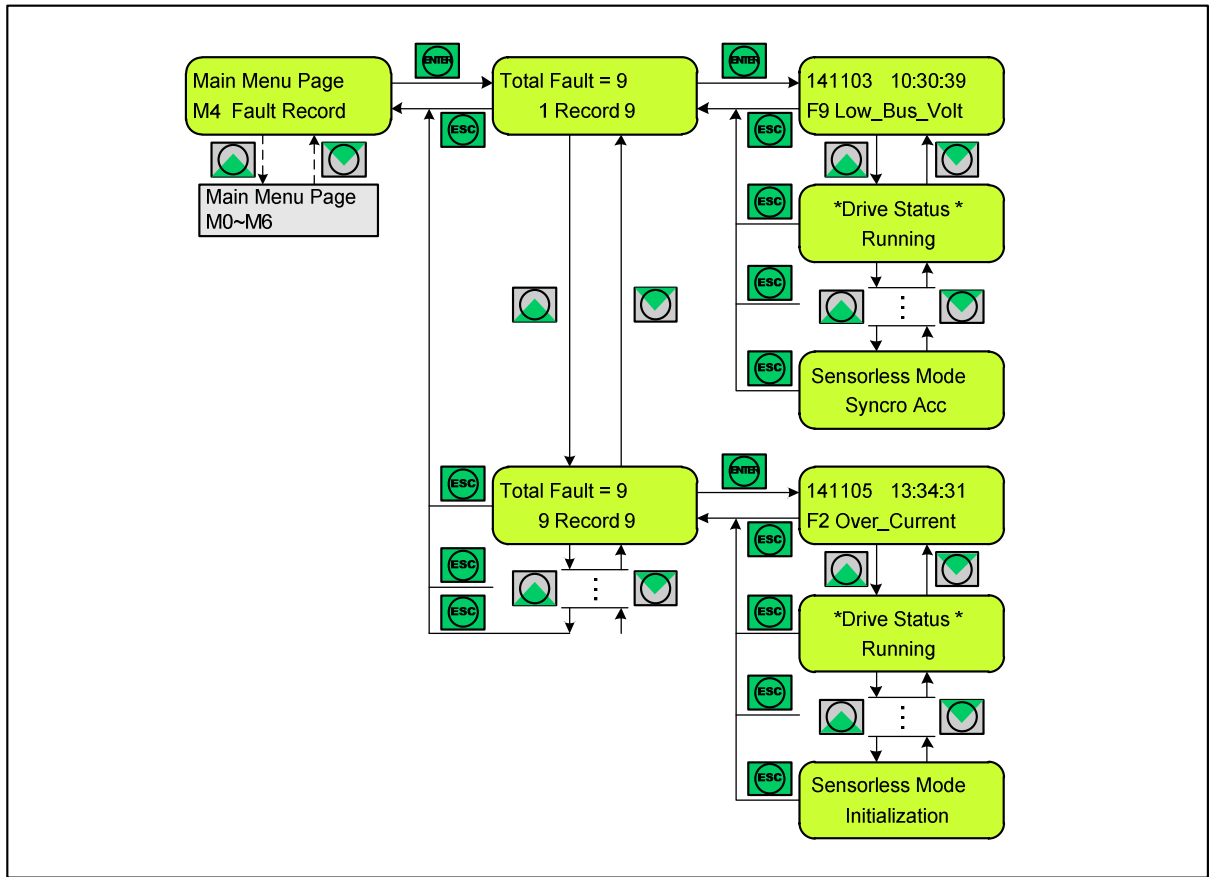 ENTER
ENTER
Main Menu Page
M4 Fault Record
Total Fault = 9
1 Record 9
141103 10:30:39
F9 Low_Bus_Volt
ESC
ESC
Main Menu Page
M0~M6
ESC
*Drive Status *
Running
ESC
ESC
Sensorless Mode
Syncro Acc
ESC
ENTER
Total Fault = 9
9 Record 9
141105 13:34:31
F2 Over_Current
ESC
ESC
ESC
ESC
*Drive Status *
Running
ESC
ESC
Sensorless Mode
Initialization